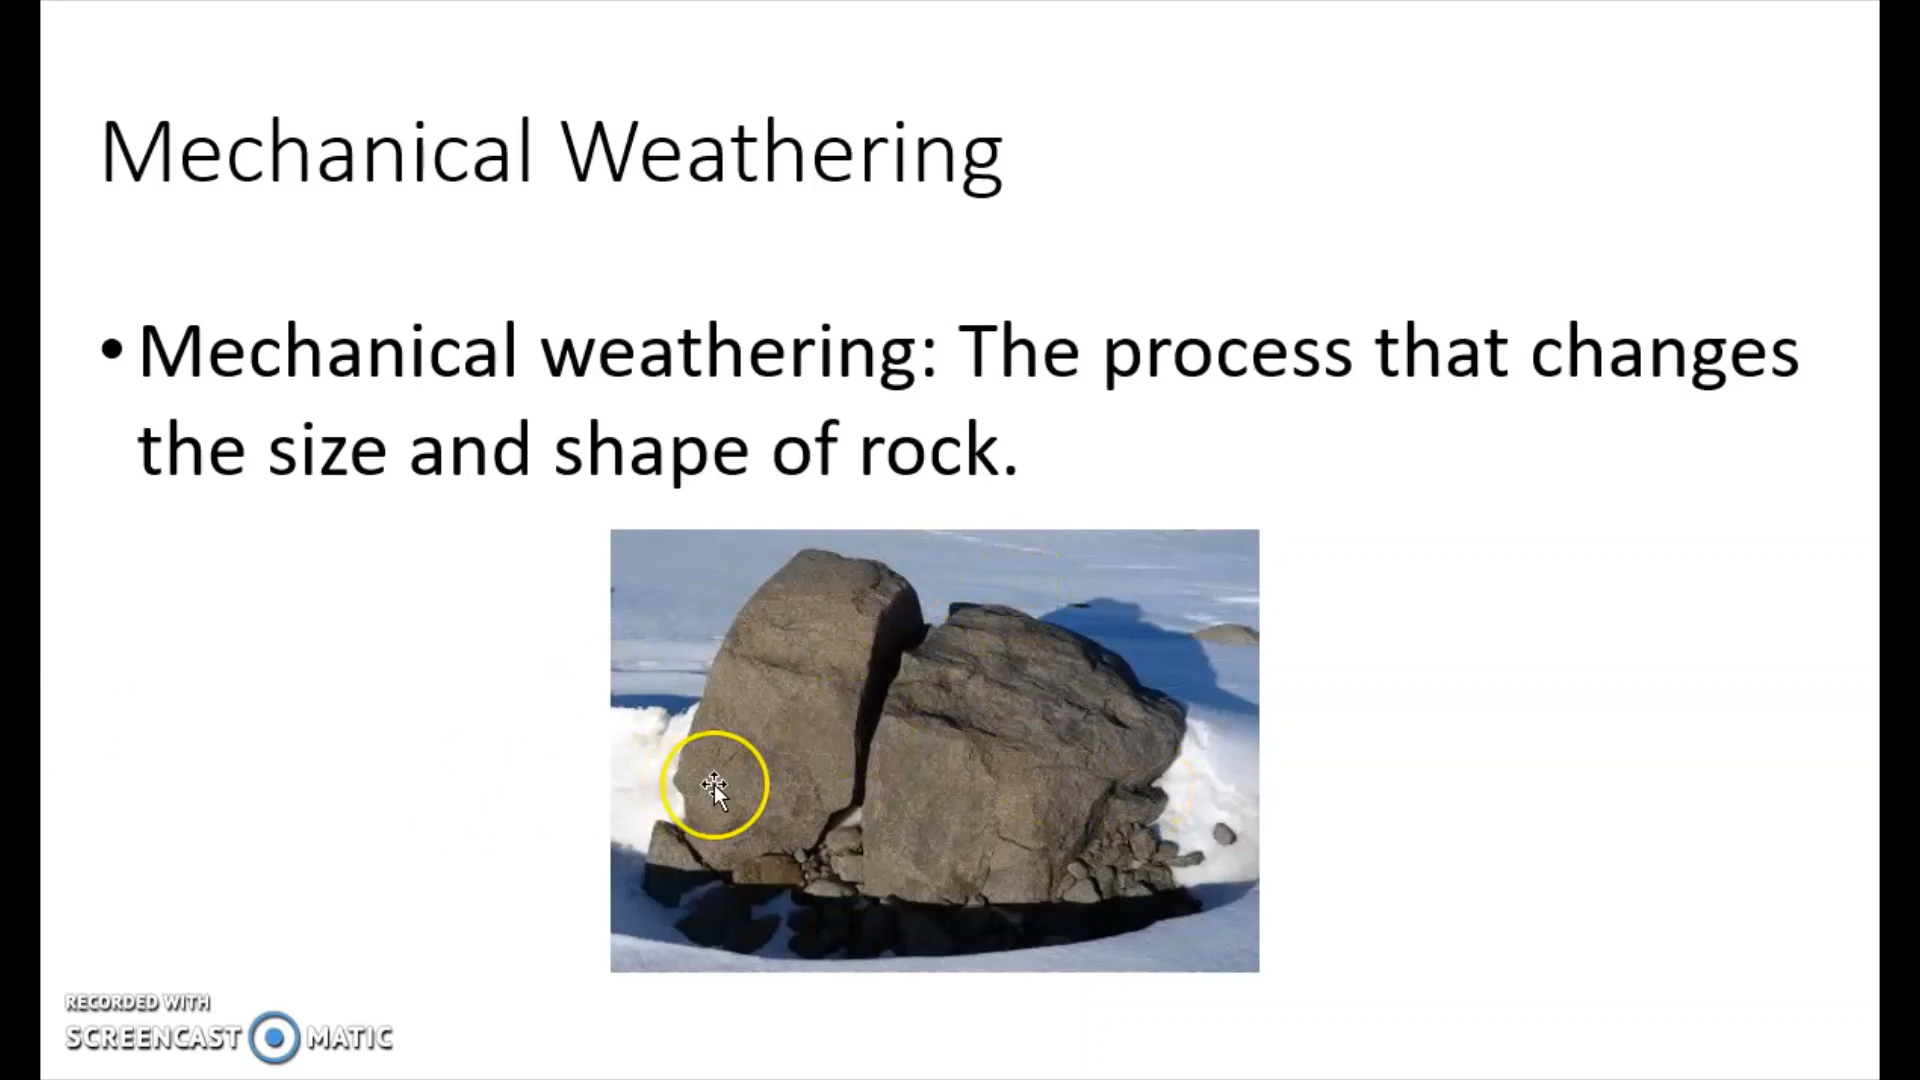 Mechanical Weathering
• Mechanical weathering: The process that changes
the size and shape of rock.
RECORDED WITH
SCREENCAST MATIC